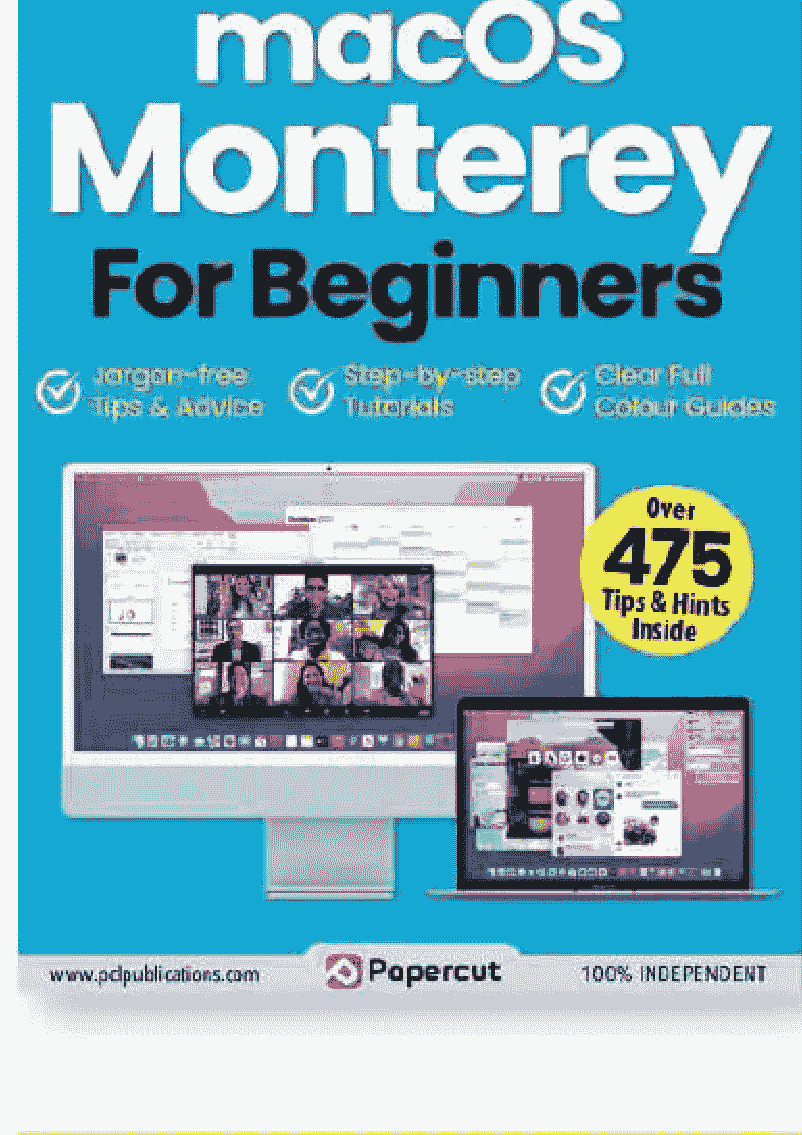 macOS
Monterey
For Beginners
Jargon-free
Tips & Advice
Step-by-step
Tutorials
Clear Full
Colour Guides
Over
475
Tips & Hints
Inside
www.pclpublications.com
Papercut
100% INDEPENDENT